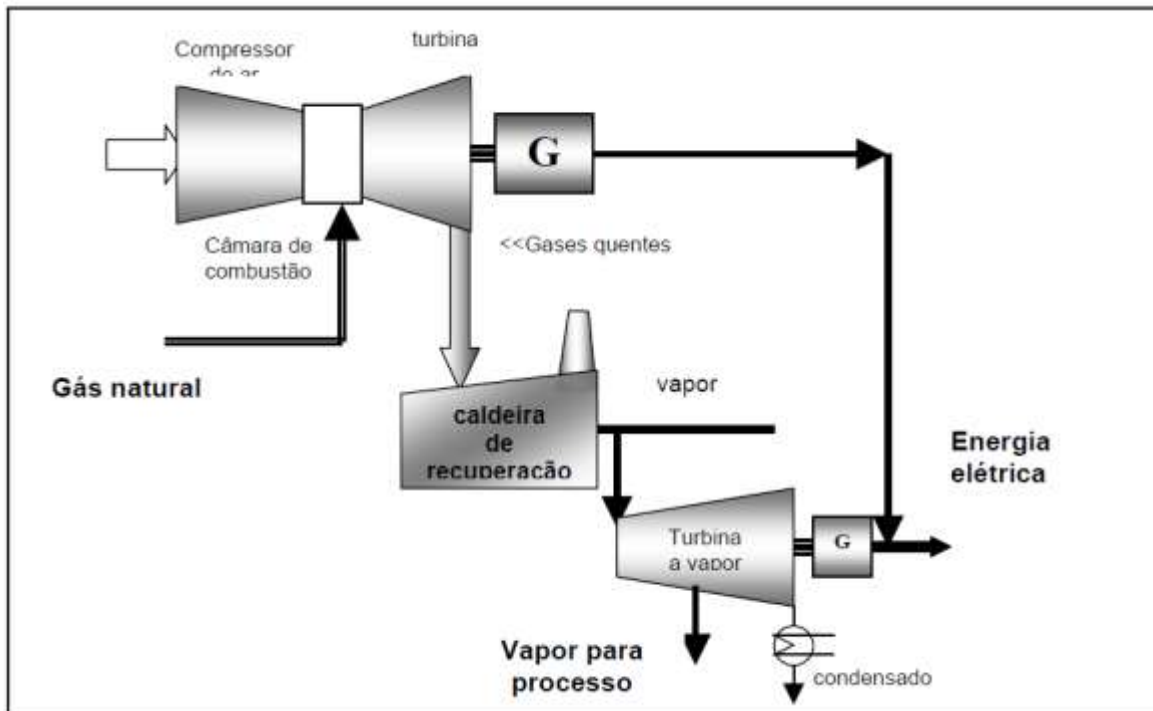 Compressor
de ar
turbina
G
Câmara de
combustão
<<Gases quentes
Gás natural
vapor
caldeira
de
recuperação
Energia
elétrica
Turbina
a vapor
G
Vapor para
processo
condensado